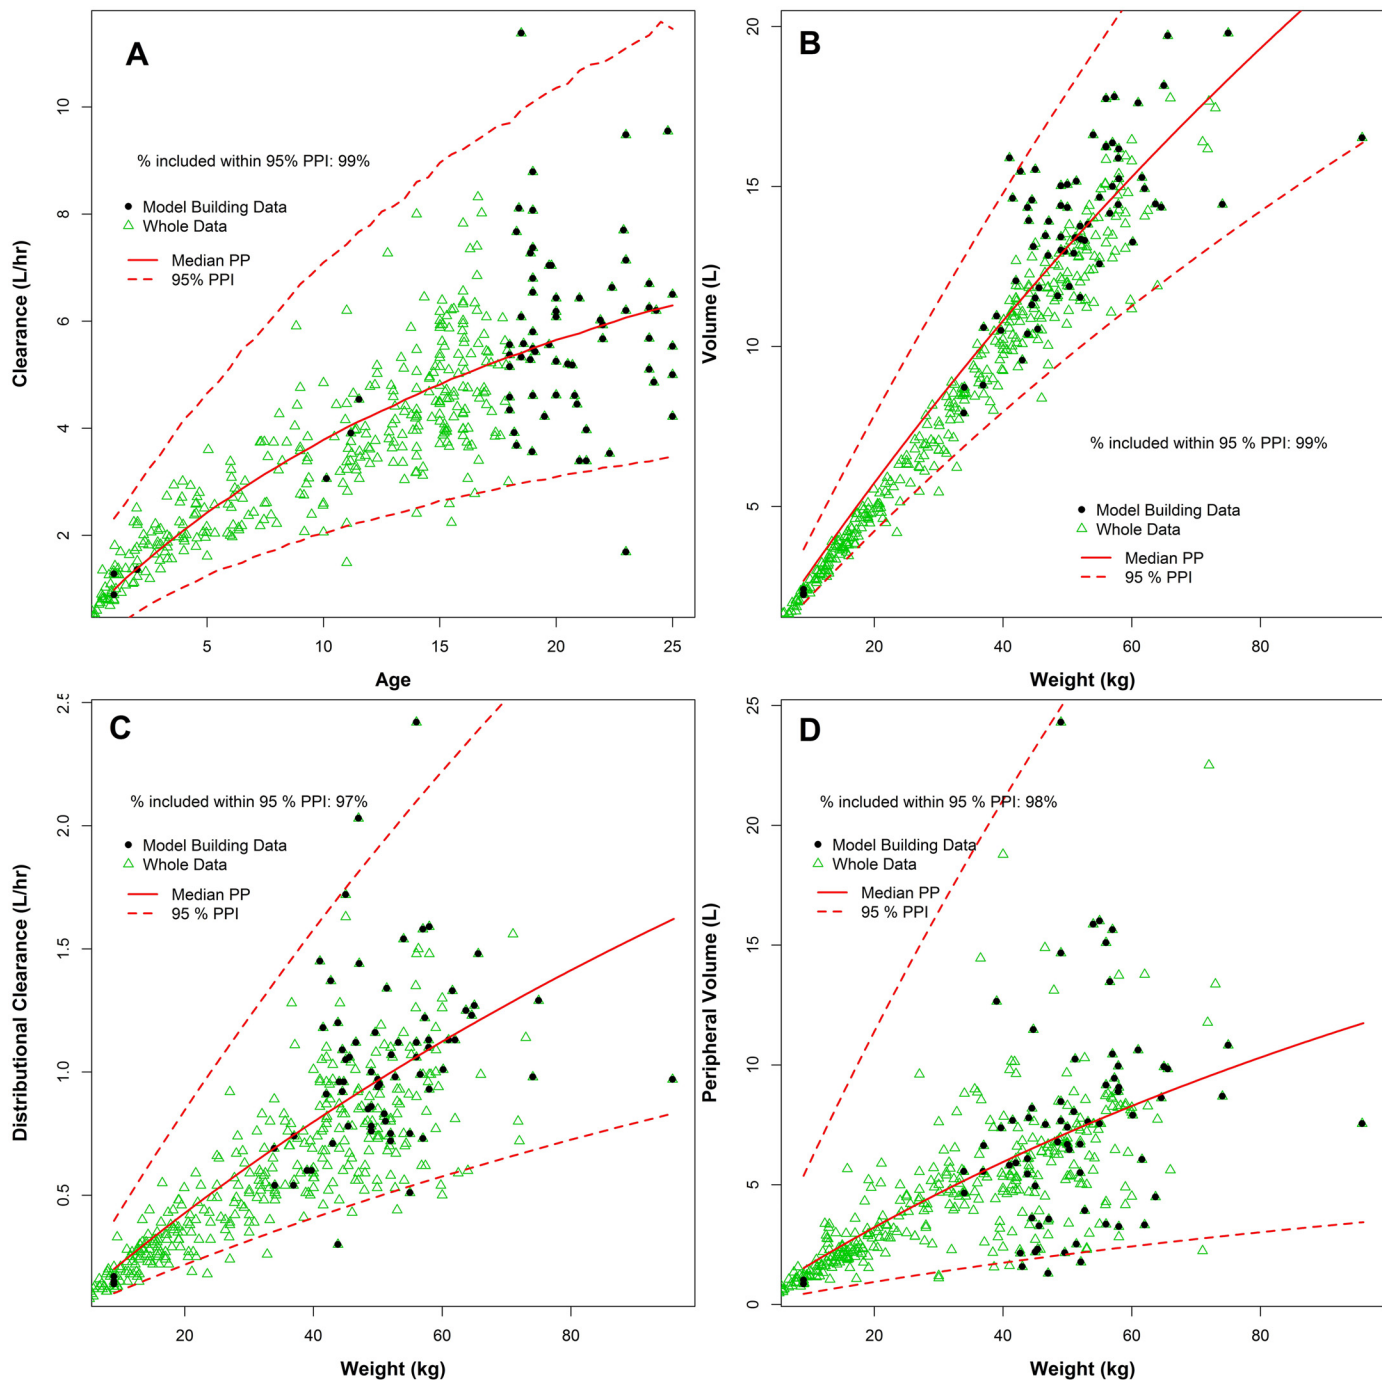 A
% included within 95% PPI: 99%
Model Building Data
Whole Data
Median PP
95% PPI
Clearance (L/hr)
2
4
6
8
10
5
10
15
20
25
Age
B
% included within 95 % PPI: 99%
Model Building Data
Whole Data
Median PP
95 % PPI
Volume (L)
5
10
15
20
20
40
60
80
Weight (kg)
C
% included within 95 % PPI: 97%
Model Building Data
Whole Data
Median PP
95 % PPI
Distributional Clearance (L/hr)
0.5
1.0
1.5
2.0
2.5
20
40
60
80
Weight (kg)
D
% included within 95 % PPI: 98%
Model Building Data
Whole Data
Median PP
95 % PPI
Peripheral Volume (L)
0
5
10
15
20
25
20
40
60
80
Weight (kg)